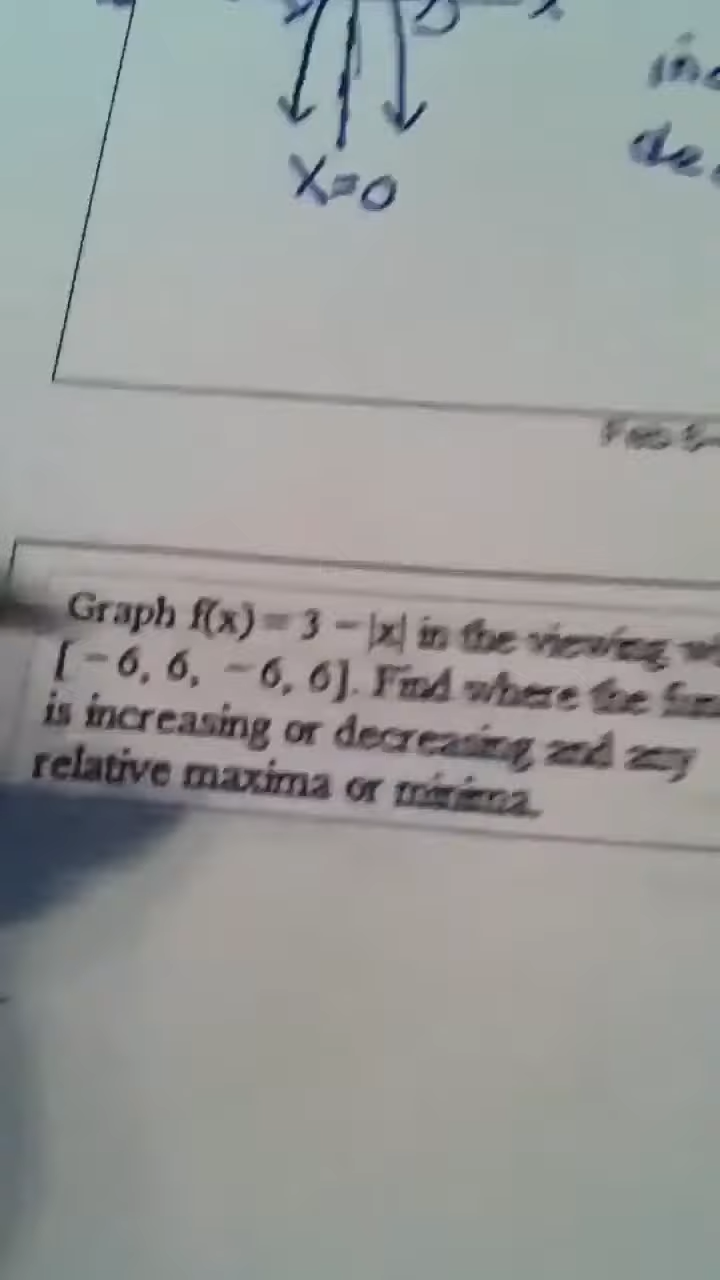 X=0
Graph f(x) = 3 - |x| in the viewing
[-6, 6, -6, 6]. Find where the
is increasing or decreasing and any
relative maxima or minima.